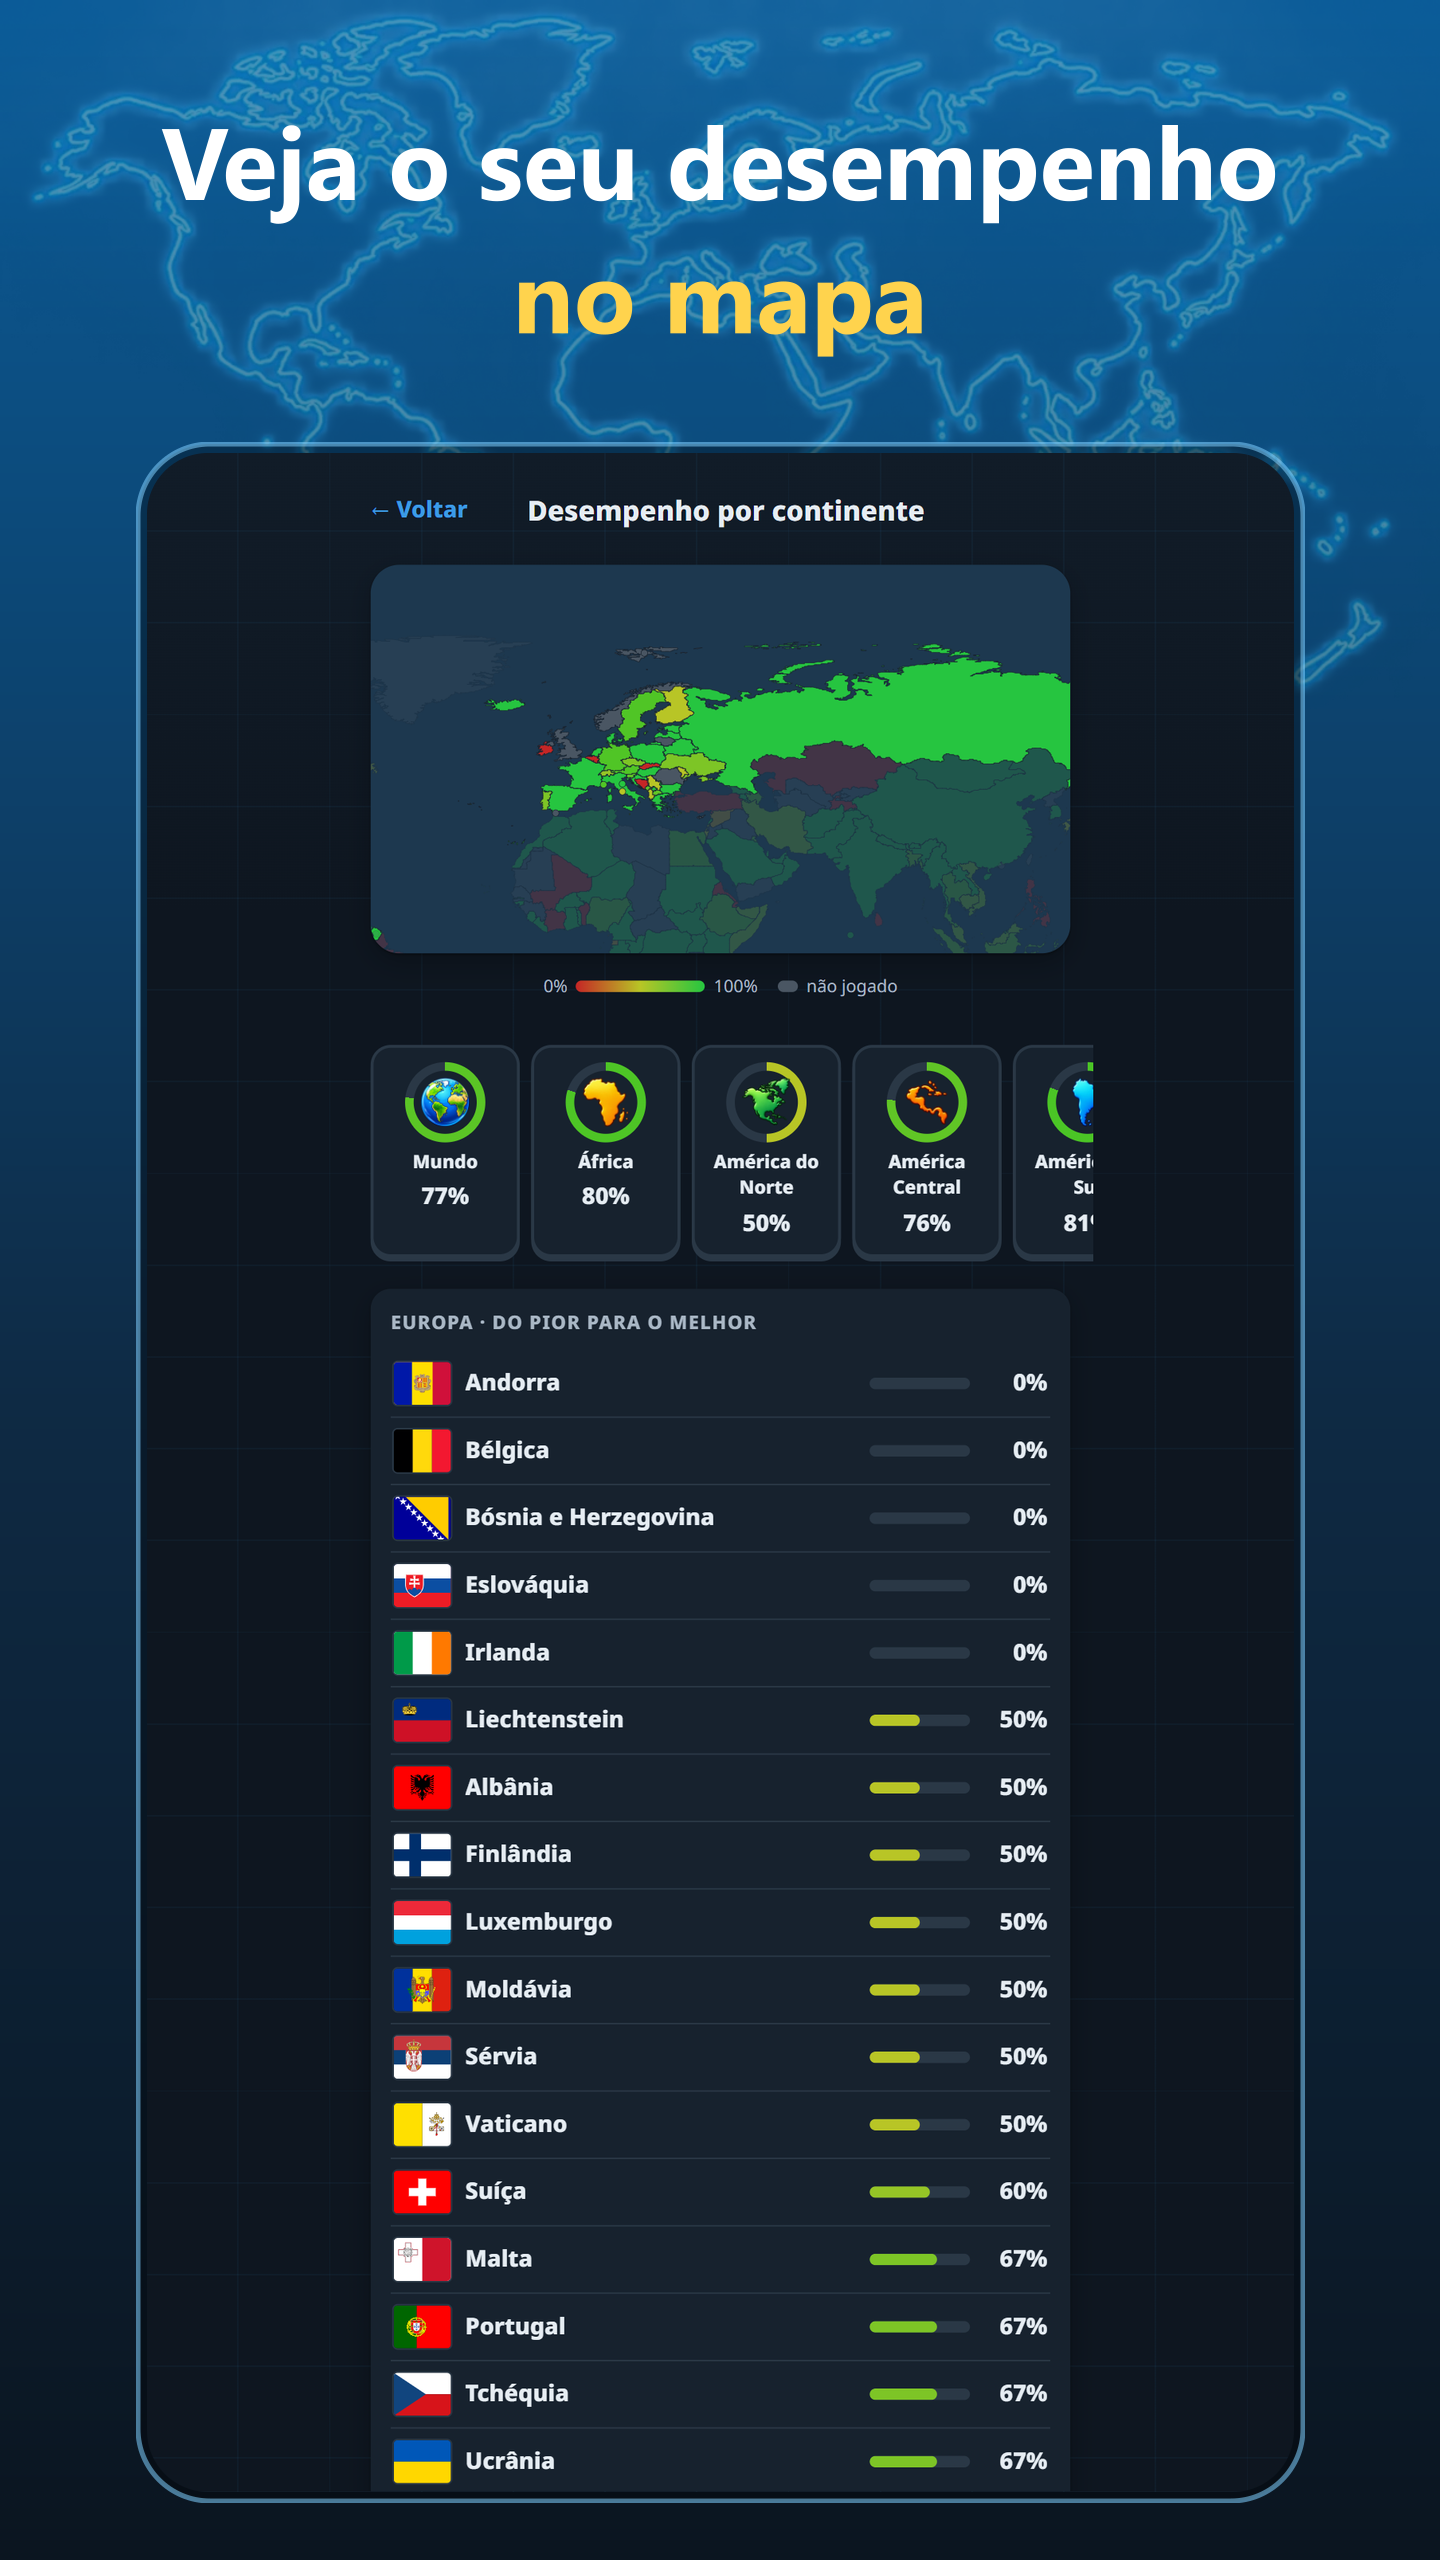 Veja o seu desempenho
no mapa
← Voltar
Desempenho por continente
0% 100% não jogado
Mundo
77%
África
80%
América do
Norte
50%
América
Central
76%
EUROPA · DO PIOR PARA O MELHOR
Andorra 0%
Bélgica 0%
Bósnia e Herzegovina 0%
Eslováquia 0%
Irlanda 0%
Liechtenstein 50%
Albânia 50%
Finlândia 50%
Luxemburgo 50%
Moldávia 50%
Sérvia 50%
Vaticano 50%
Suíça 60%
Malta 67%
Portugal 67%
Tchéquia 67%
Ucrânia 67%